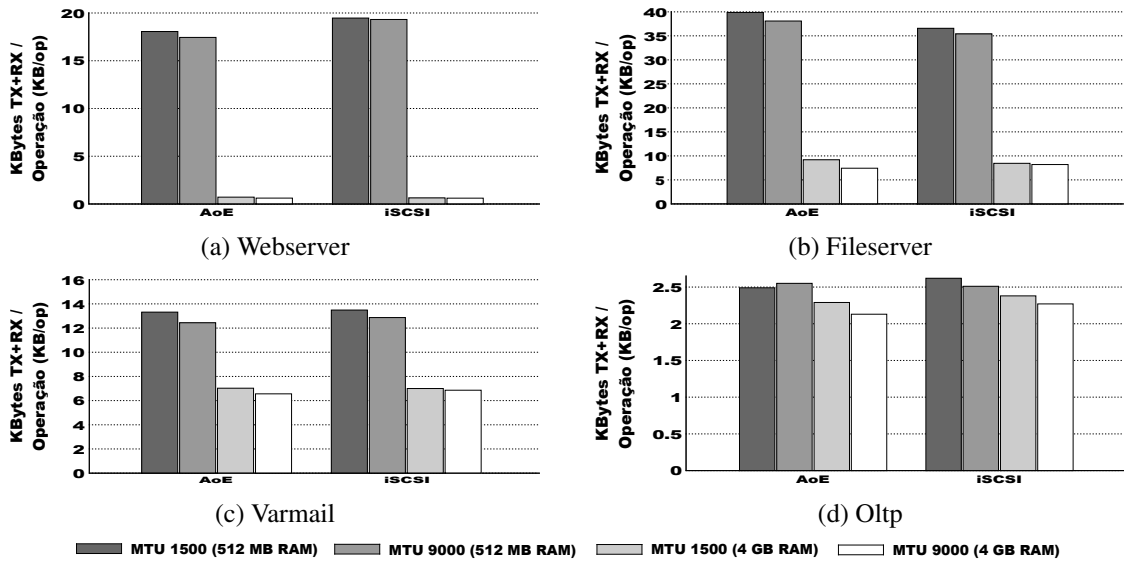 KBytes TX+RX /
Operação (KB/op)
20
15
10
5
0
AoE
iSCSI
(a) Webserver
KBytes TX+RX /
Operação (KB/op)
40
35
30
25
20
15
10
5
0
AoE
iSCSI
(b) Fileserver
KBytes TX+RX /
Operação (KB/op)
16
14
12
10
8
6
4
2
0
AoE
iSCSI
(c) Varmail
KBytes TX+RX /
Operação (KB/op)
2.5
2
1.5
1
0.5
0
AoE
iSCSI
(d) Oltp
MTU 1500 (512 MB RAM)
MTU 9000 (512 MB RAM)
MTU 1500 (4 GB RAM)
MTU 9000 (4 GB RAM)